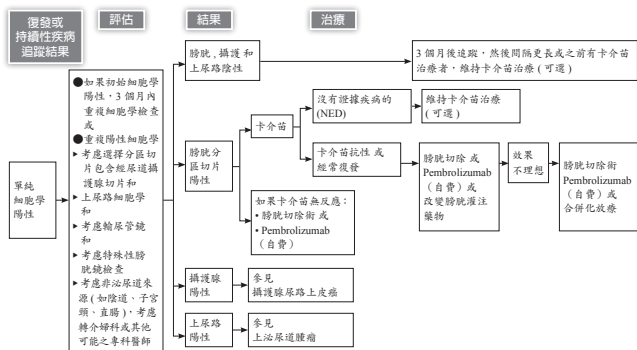 復發或
持續性疾病
追蹤結果
評估
結果
治療
單純
細胞學
陽性
●如果初始細胞學
陽性，3 個月內
重複細胞學檢查
或
●重複陽性細胞學
▸考慮選擇分區切
片包含經尿道攝
護腺切片和
▸上尿路細胞學
和
▸考慮輸尿管鏡
和
▸考慮特殊性膀
胱鏡檢查
▸考慮非泌尿道來
源 ( 如陰道、子宮
頸、直腸 )，考慮
轉介婦科或其他
可能之專科醫師
膀胱, 攝護 和
上尿路陰性
3 個月後追蹤，然後間隔更長或之前有卡介苗
治療者，維持卡介苗治療 ( 可選 )
膀胱分
區切片
陽性
卡介苗
沒有證據疾病的
(NED)
維持卡介苗治療
( 可選 )
卡介苗抗性 或
經常復發
膀胱切除 或
Pembrolizumab
（自費）或
改變膀胱灌注
藥物
效果
不理想
膀胱切除術
Pembrolizumab
（自費）或
合併化放療
如果卡介苗無反應：
• 膀胱切除術 或
• Pembrolizumab
（自費）
攝護腺
陽性
參見
攝護腺尿路上皮癌
上尿路
陽性
參見
上泌尿道腫瘤